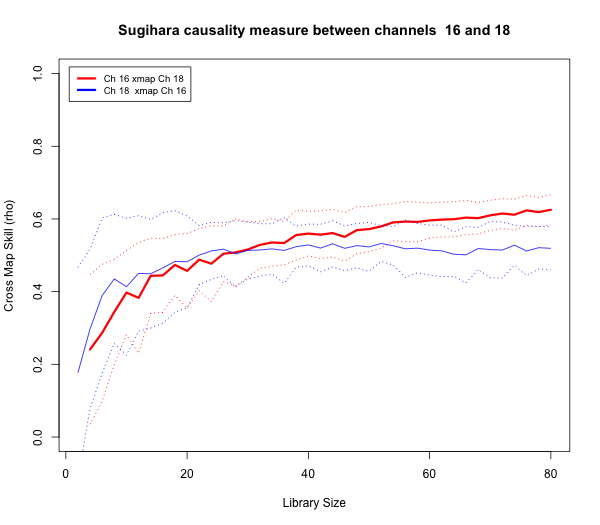 Sugihara causality measure between channels  16 and 18
Ch 16 xmap Ch 18
Ch 18  xmap Ch 16
Cross Map Skill (rho)
1.0
0.8
0.6
0.4
0.2
0.0
0 20 40 60 80
Library Size